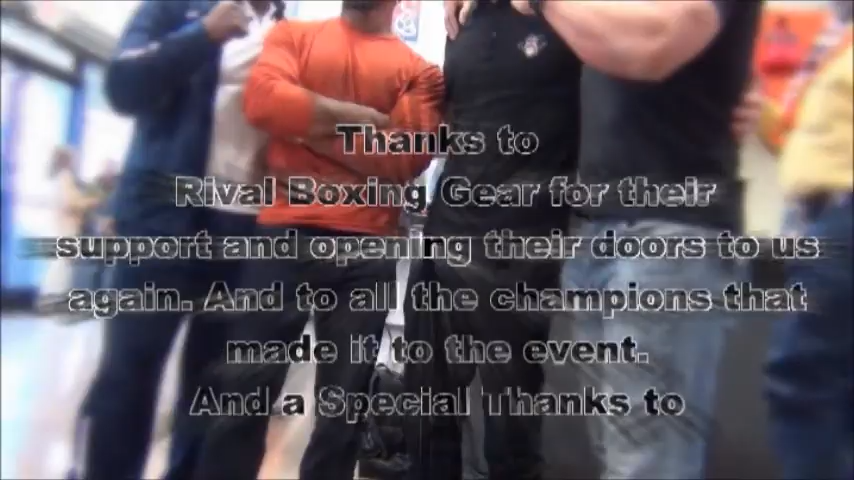 Thanks to
Rival Boxing Gear for their
support and opening their doors to us
again. And to all the champions that
made it to the event.
And a Special Thanks to